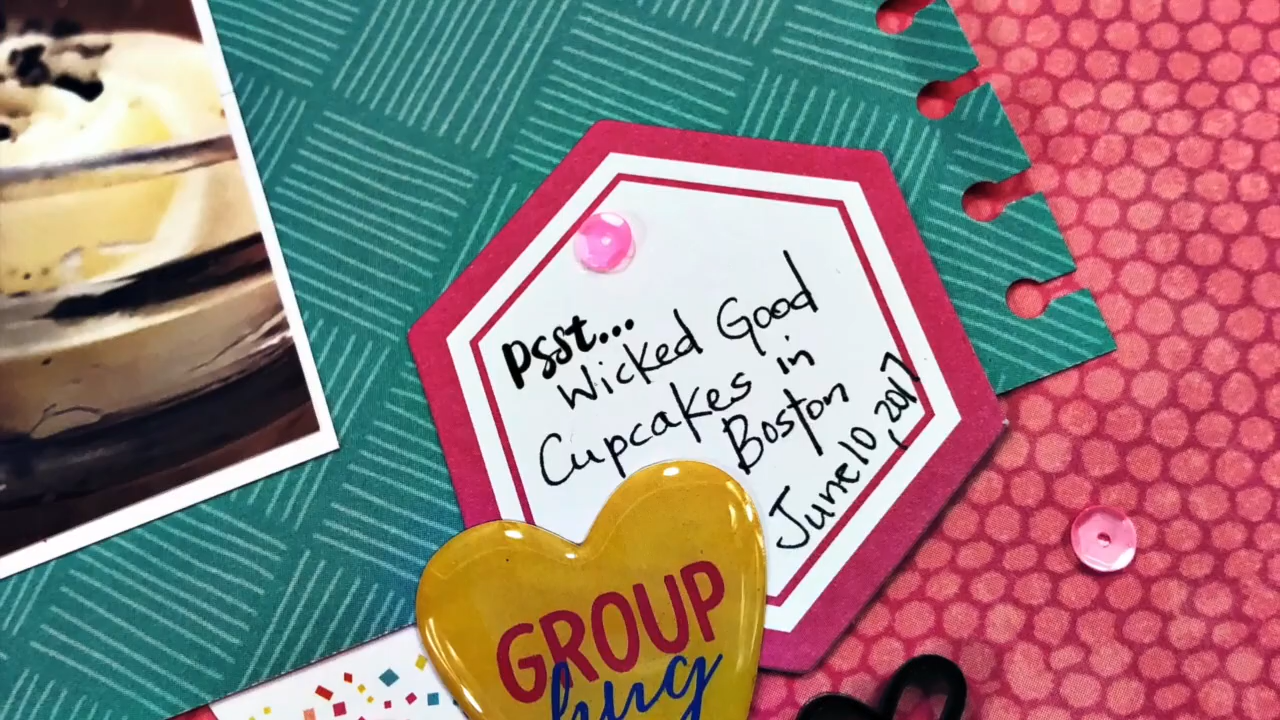 psst...
Wicked Good
Cupcakes in
Boston
June 10, 2017
GROUP
hug